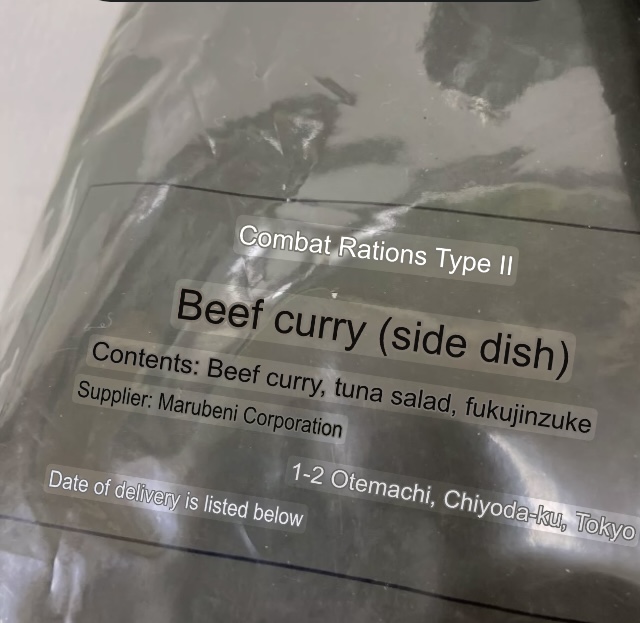 Combat Rations Type II
Beef curry (side dish)
Contents: Beef curry, tuna salad, fukujinzuke
Supplier: Marubeni Corporation
1-2 Otemachi, Chiyoda-ku, Tokyo
Date of delivery is listed below